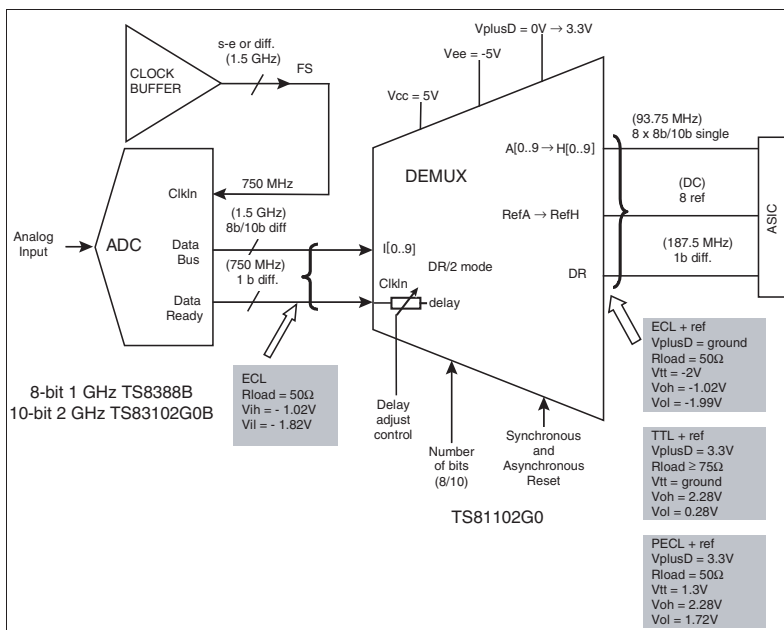 VplusD = 0V → 3.3V
s-e or diff.
(1.5 GHz)
FS
Vee = -5V
CLOCK
BUFFER
Vcc = 5V
(93.75 MHz)
8 x 8b/10b single
A[0..9 → H[0..9]
DEMUX
ClkIn
750 MHz
(DC)
8 ref
ASIC
RefA → RefH
(1.5 GHz)
8b/10b diff
Analog
Input
ADC
Data
Bus
I[0..9]
(187.5 MHz)
1b diff.
(750 MHz)
1 b diff.
DR/2 mode
DR
ClkIn
delay
Data
Ready
8-bit 1 GHz TS8388B
10-bit 2 GHz TS83102G0B
ECL
Rload = 50Ω
Vih = - 1.02V
Vil = - 1.82V
Delay
adjust
control
Number
of bits
(8/10)
Synchronous
and
Asynchronous
Reset
TS81102G0
ECL + ref
VplusD = ground
Rload = 50Ω
Vtt = -2V
Voh = -1.02V
Vol = -1.99V
TTL + ref
VplusD = 3.3V
Rload ≥ 75Ω
Vtt = ground
Voh = 2.28V
Vol = 0.28V
PECL + ref
VplusD = 3.3V
Rload = 50Ω
Vtt = 1.3V
Voh = 2.28V
Vol = 1.72V